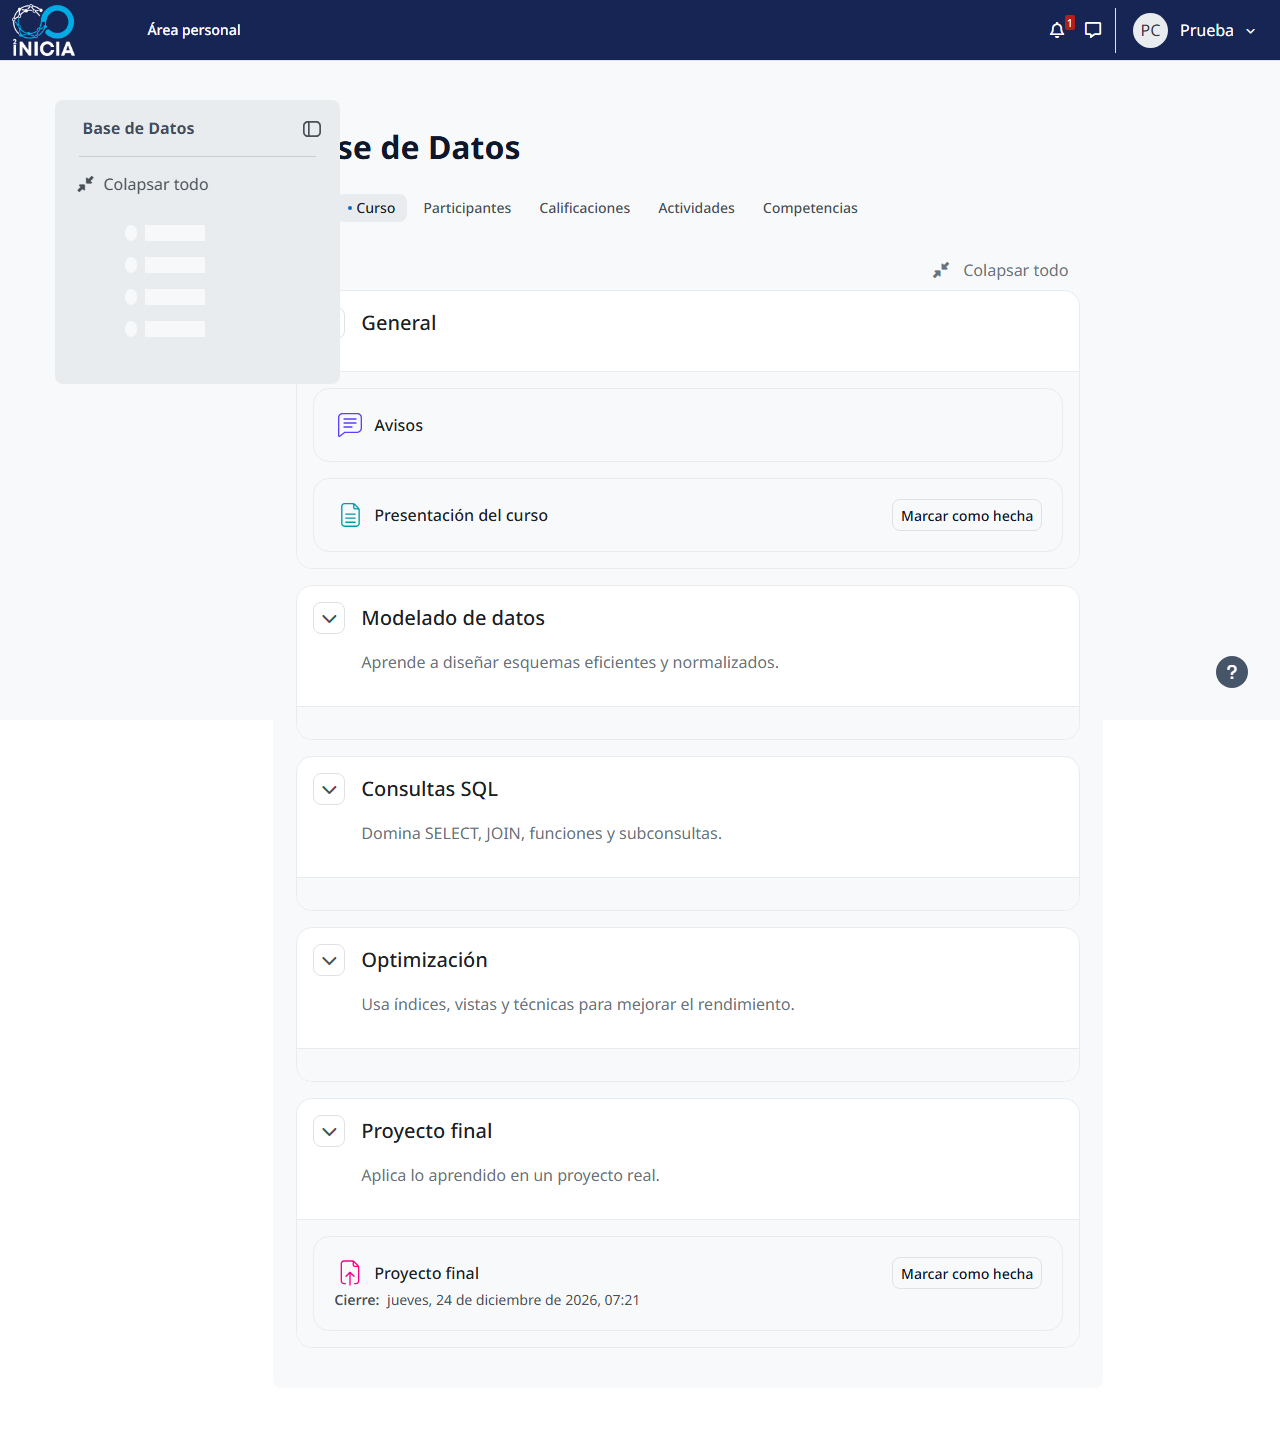 INICIA
Área personal
1
PC
Prueba
Base de Datos
Colapsar todo
se de Datos
Curso
Participantes
Calificaciones
Actividades
Competencias
Colapsar todo
General
Avisos
Presentación del curso
Marcar como hecha
Modelado de datos
Aprende a diseñar esquemas eficientes y normalizados.
?
Consultas SQL
Domina SELECT, JOIN, funciones y subconsultas.
Optimización
Usa índices, vistas y técnicas para mejorar el rendimiento.
Proyecto final
Aplica lo aprendido en un proyecto real.
Proyecto final
Marcar como hecha
Cierre: jueves, 24 de diciembre de 2026, 07:21